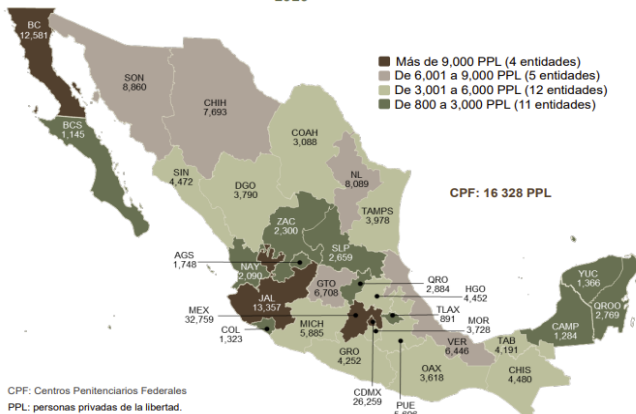 BC
12,581
SON
8,860
CHIH
7,693
Más de 9,000 PPL (4 entidades)
De 6,001 a 9,000 PPL (5 entidades)
De 3,001 a 6,000 PPL (12 entidades)
De 800 a 3,000 PPL (11 entidades)
BCS
1,145
COAH
3,088
SIN
4,472
DGO
3,790
NL
8,089
CPF: 16 328 PPL
TAMPS
3,978
ZAC
2,300
SLP
2,659
AGS
1,748
NAY
2,090
GTO
6,708
QRO
2,884
HGO
4,452
YUC
1,366
QROO
2,769
CAMP
1,284
JAL
13,357
MEX
32,759
TLAX
891
MOR
3,728
COL
1,323
MICH
5,885
VER
6,446
TAB
4,191
GRO
4,252
CDMX
26,259
PUE
OAX
3,618
CHIS
4,480
CPF: Centros Penitenciarios Federales
PPL: personas privadas de la libertad.